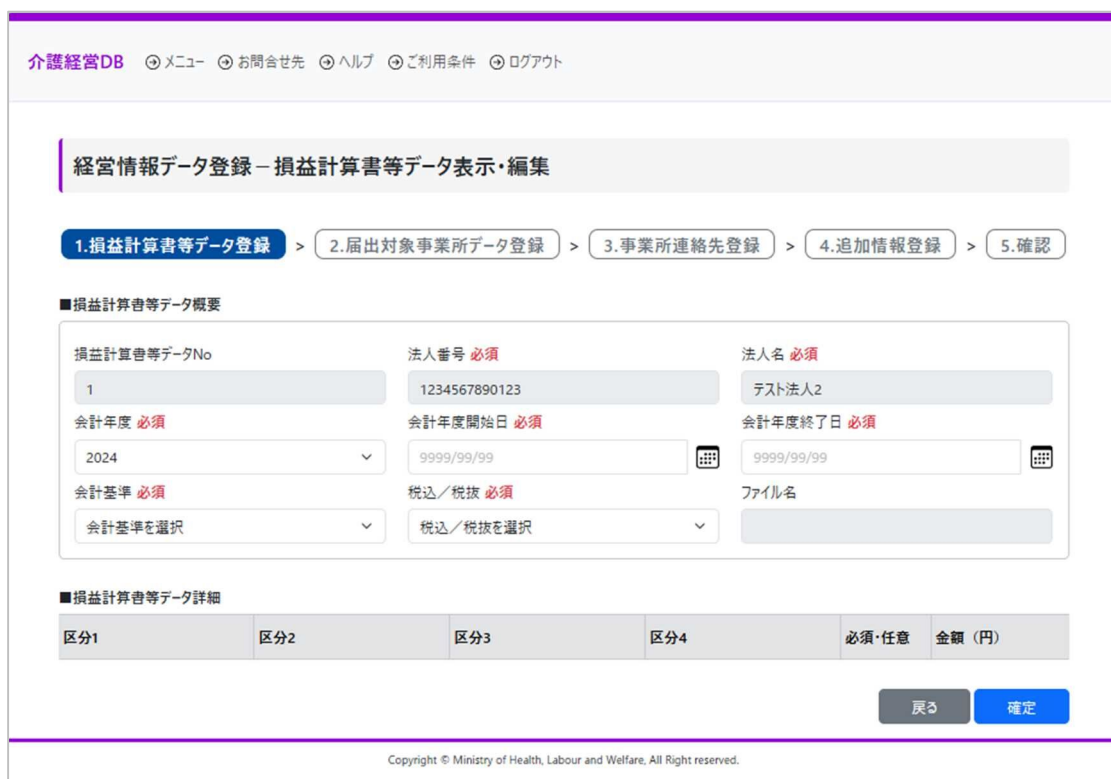 介護経営DB メニュー お問合せ先 ヘルプ ご利用条件 ログアウト
経営情報データ登録－損益計算書等データ表示・編集
1.損益計算書等データ登録 > 2.届出対象事業所データ登録 > 3.事業所連絡先登録 > 4.追加情報登録 > 5.確認
■損益計算書等データ概要
損益計算書等データNo 法人番号 必須 法人名 必須
1 1234567890123 テスト法人2
会計年度 必須 会計年度開始日 必須 会計年度終了日 必須
2024 9999/99/99 9999/99/99
会計基準 必須 税込／税抜 必須 ファイル名
会計基準を選択 税込／税抜を選択
■損益計算書等データ詳細
区分1 区分2 区分3 区分4 必須・任意 金額（円）
戻る 確定
Copyright © Ministry of Health, Labour and Welfare, All Right reserved.